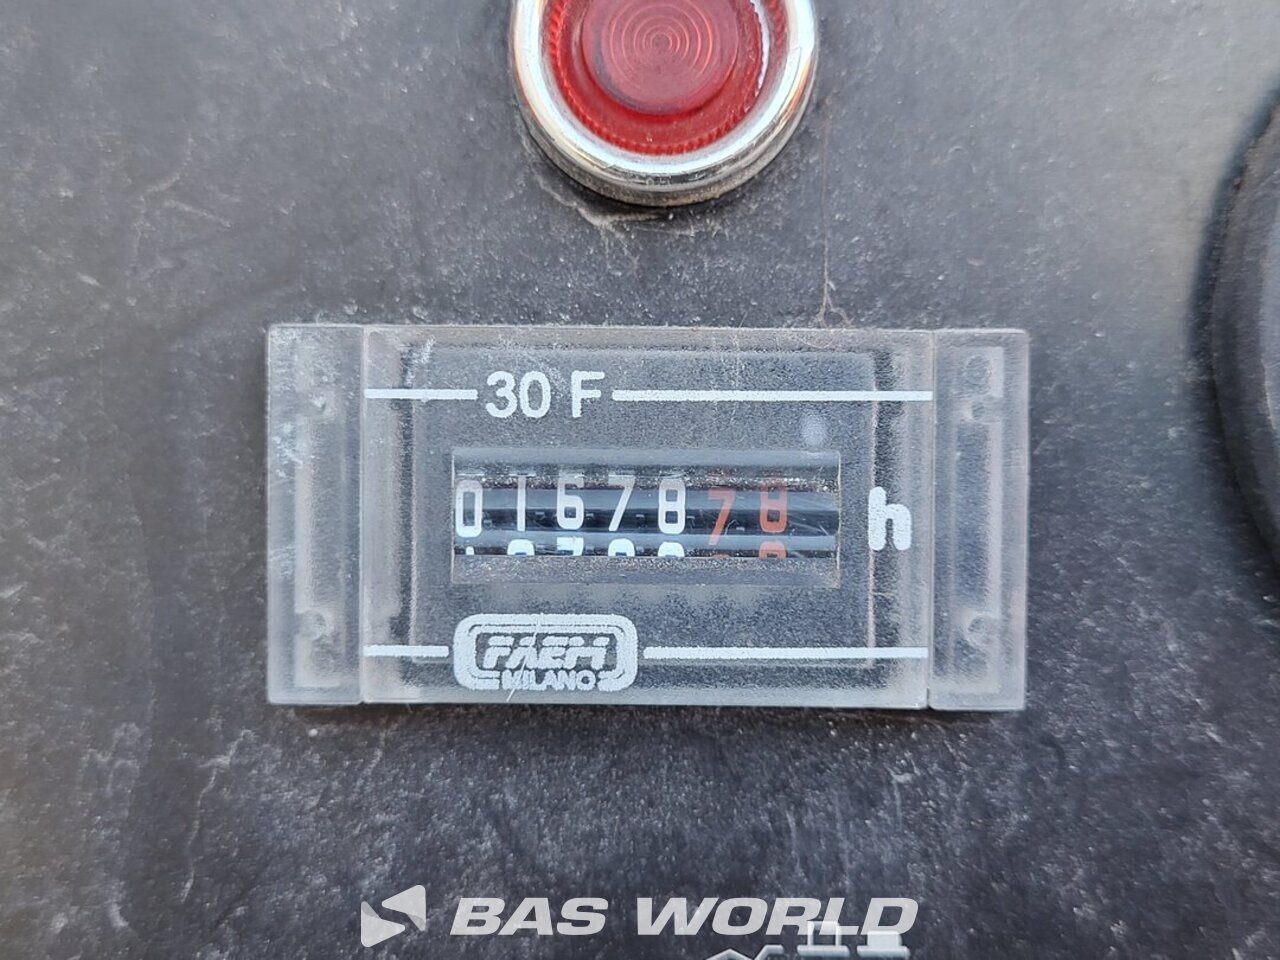 30 F
0167878 h
FAEM
MILANO
BAS WORLD